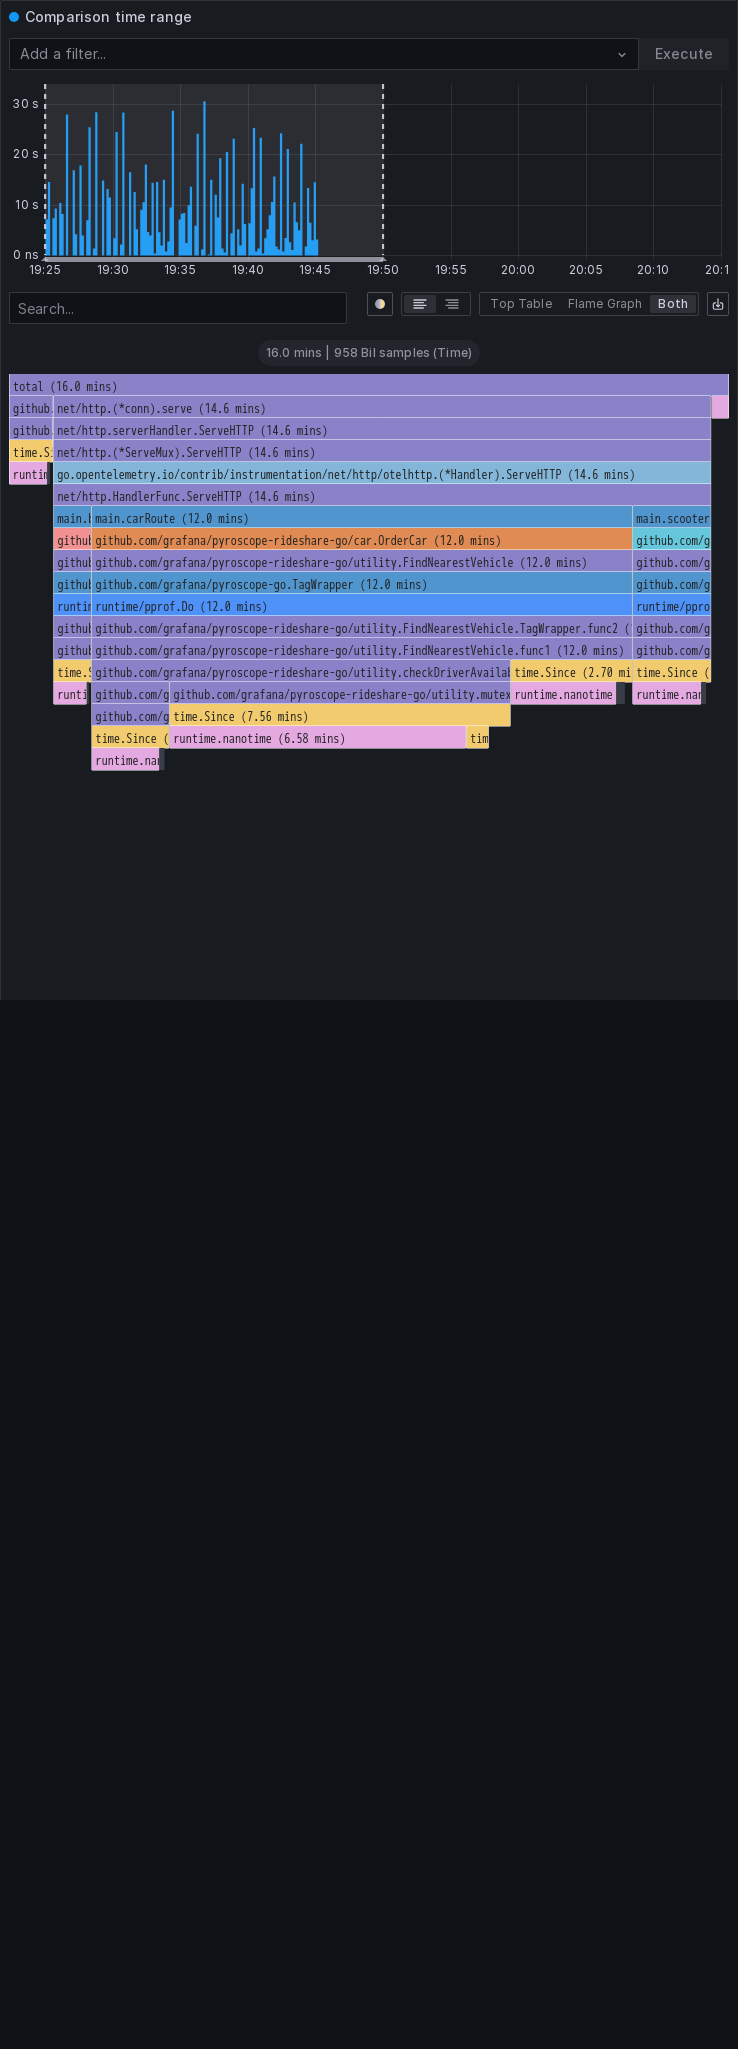 Comparison time range
Add a filter...
Execute
30 s
20 s
10 s
0 ns
19:25 19:30 19:35 19:40 19:45 19:50 19:55 20:00 20:05 20:10 20:1
Search...
Top Table Flame Graph Both
16.0 mins | 958 Bil samples (Time)
total (16.0 mins)
github. net/http.(*conn).serve (14.6 mins)
github. net/http.serverHandler.ServeHTTP (14.6 mins)
time.Si net/http.(*ServeMux).ServeHTTP (14.6 mins)
runtim go.opentelemetry.io/contrib/instrumentation/net/http/otelhttp.(*Handler).ServeHTTP (14.6 mins)
net/http.HandlerFunc.ServeHTTP (14.6 mins)
main.b main.carRoute (12.0 mins) main.scooter
githu github.com/grafana/pyroscope-rideshare-go/car.OrderCar (12.0 mins) github.com/g
githu github.com/grafana/pyroscope-rideshare-go/utility.FindNearestVehicle (12.0 mins) github.com/g
githu github.com/grafana/pyroscope-go.TagWrapper (12.0 mins) github.com/g
runtim runtime/pprof.Do (12.0 mins) runtime/ppro
githu github.com/grafana/pyroscope-rideshare-go/utility.FindNearestVehicle.TagWrapper.func2 ( github.com/g
githu github.com/grafana/pyroscope-rideshare-go/utility.FindNearestVehicle.func1 (12.0 mins) github.com/g
time.S github.com/grafana/pyroscope-rideshare-go/utility.checkDriverAvailab time.Since (2.70 mi time.Since (
runti github.com/g github.com/grafana/pyroscope-rideshare-go/utility.mutex runtime.nanotime runtime.nan
github.com/g time.Since (7.56 mins)
time.Since ( runtime.nanotime (6.58 mins) tim
runtime.nan